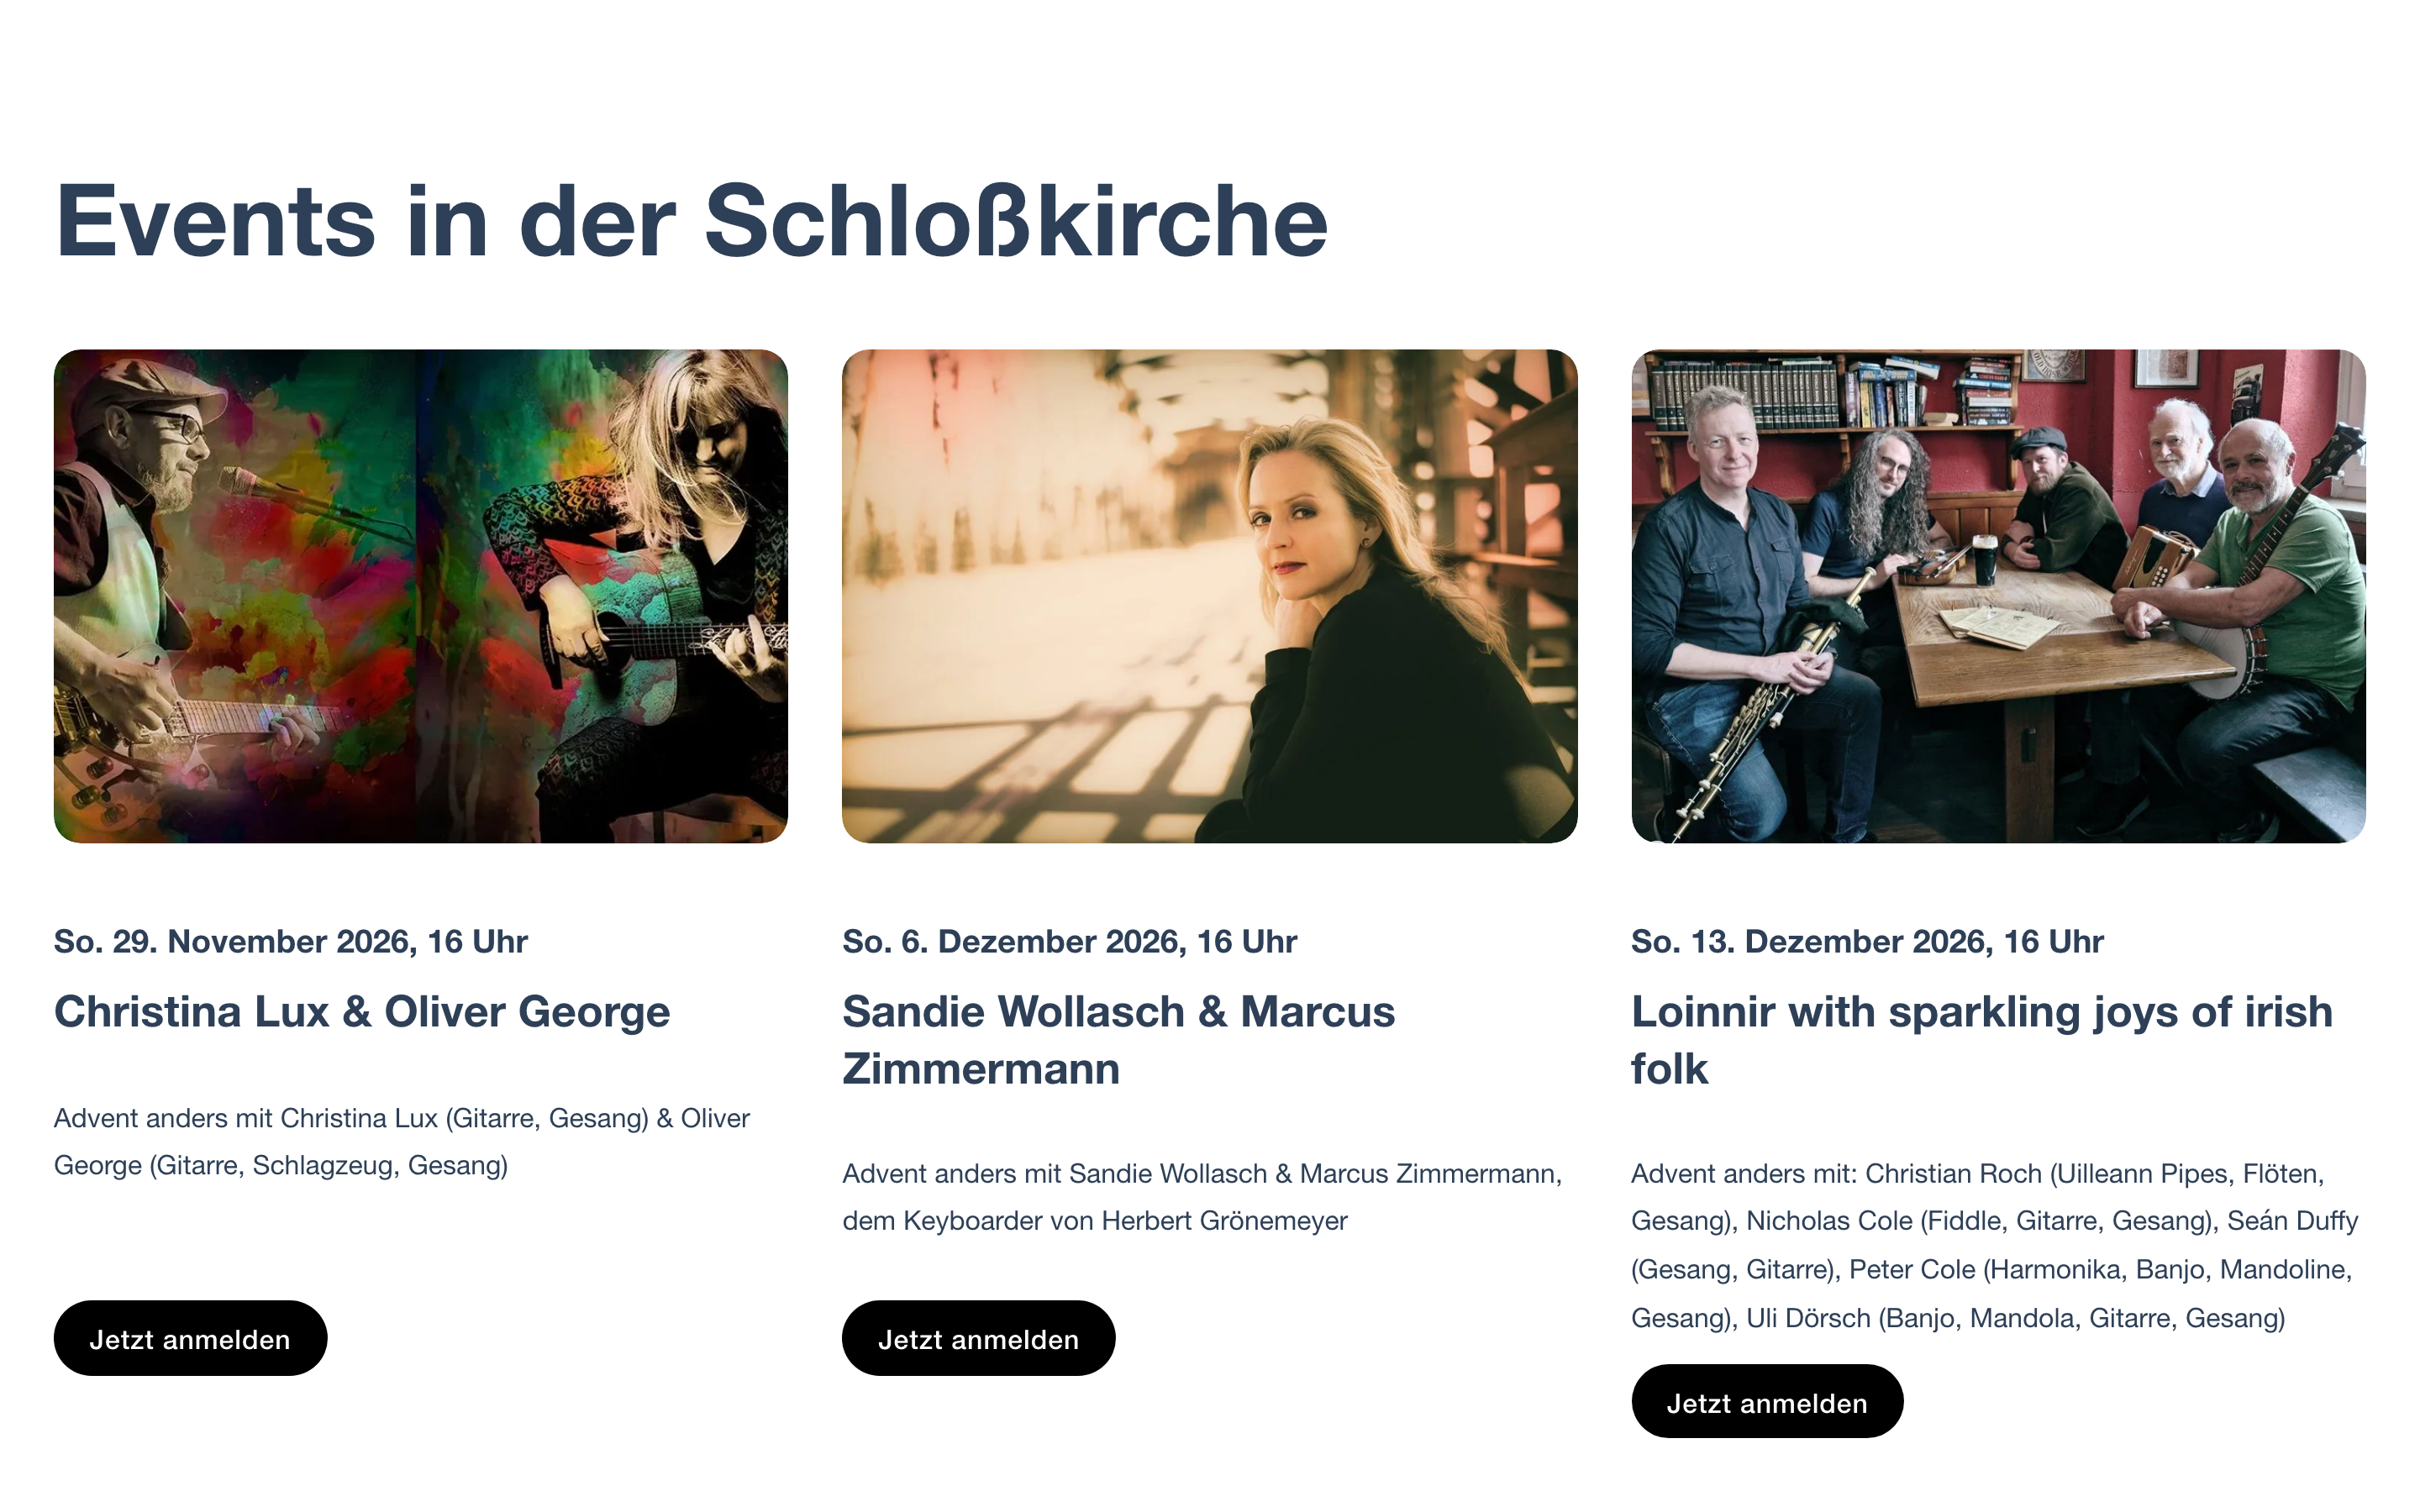 Events in der Schloßkirche
So. 29. November 2026, 16 Uhr
Christina Lux & Oliver George
Advent anders mit Christina Lux (Gitarre, Gesang) & Oliver
George (Gitarre, Schlagzeug, Gesang)
Jetzt anmelden
So. 6. Dezember 2026, 16 Uhr
Sandie Wollasch & Marcus
Zimmermann
Advent anders mit Sandie Wollasch & Marcus Zimmermann,
dem Keyboarder von Herbert Grönemeyer
Jetzt anmelden
So. 13. Dezember 2026, 16 Uhr
Loinnir with sparkling joys of irish
folk
Advent anders mit: Christian Roch (Uilleann Pipes, Flöten,
Gesang), Nicholas Cole (Fiddle, Gitarre, Gesang), Seán Duffy
(Gesang, Gitarre), Peter Cole (Harmonika, Banjo, Mandoline,
Gesang), Uli Dörsch (Banjo, Mandola, Gitarre, Gesang)
Jetzt anmelden